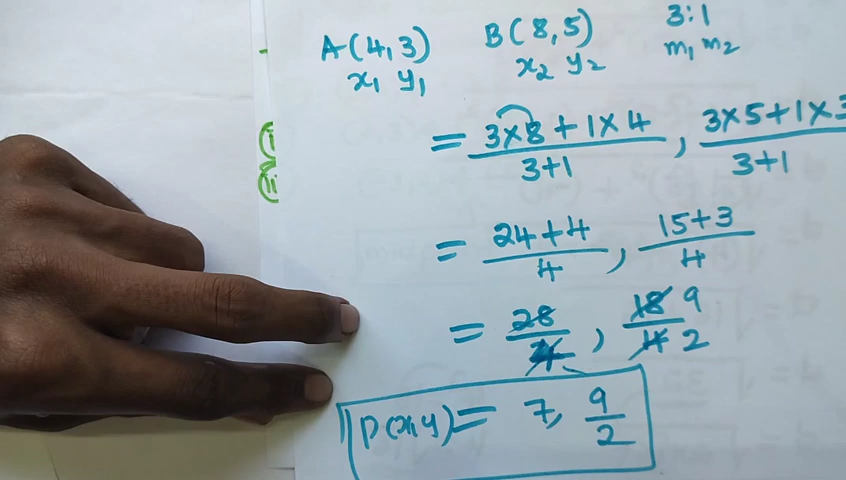 A(4,3) B(8,5) 3:1
x₁ y₁ x₂ y₂ m₁ m₂
= 3×8+1×4 / 3+1 , 3×5+1×3 / 3+1
= 24+4 / 4 , 15+3 / 4
= 28 / 4 , 18 9 / 4 2
P(x,y) = 7, 9/2